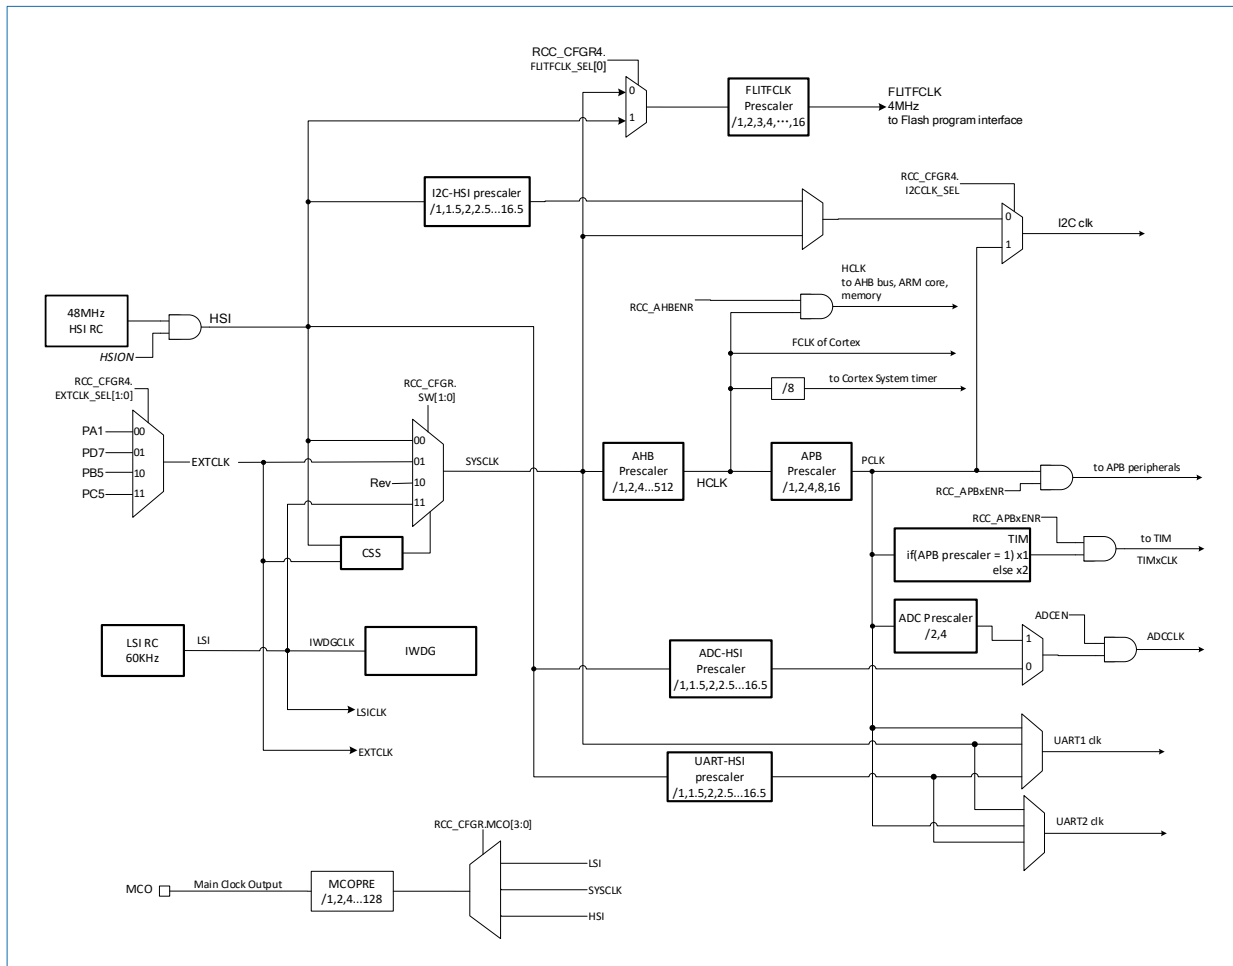 RCC_CFGR4.
FLITFCLK_SEL[0]
0
1
FLITFCLK
Prescaler
/1,2,3,4,⋯,16
FLITFCLK
4MHz
to Flash program interface
I2C-HSI prescaler
/1,1.5,2,2.5...16.5
RCC_CFGR4.
I2CCLK_SEL
0
1
I2C clk
48MHz
HSI RC
HSION
HSI
RCC_AHBENR
HCLK
to AHB bus, ARM core,
memory
FCLK of Cortex
/8
to Cortex System timer
RCC_CFGR4.
EXTCLK_SEL[1:0]
PA1
00
PD7
01
PB5
10
PC5
11
EXTCLK
RCC_CFGR.
SW[1:0]
00
01
Rev
10
11
SYSCLK
CSS
AHB
Prescaler
/1,2,4...512
HCLK
APB
Prescaler
/1,2,4,8,16
PCLK
RCC_APBxENR
to APB peripherals
RCC_APBxENR
TIM
if(APB prescaler = 1) x1
else x2
to TIM
TIMxCLK
LSI RC
60KHz
LSI
IWDGCLK
IWDG
LSICLK
EXTCLK
ADC Prescaler
/2,4
ADC-HSI
Prescaler
/1,1.5,2,2.5...16.5
1
0
ADCEN
ADCCLK
UART-HSI
prescaler
/1,1.5,2,2.5...16.5
UART1 clk
UART2 clk
RCC_CFGR.MCO[3:0]
MCO
Main Clock Output
MCOPRE
/1,2,4...128
LSI
SYSCLK
HSI